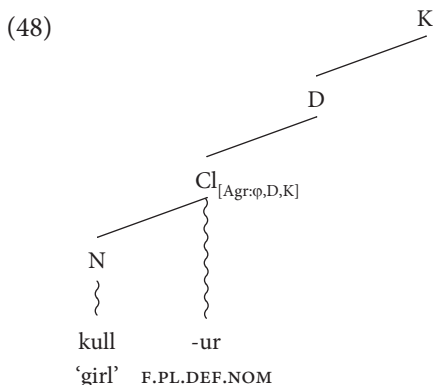 (48)
K
D
Cl[Agr:φ,D,K]
N
kull -ur
‘girl’ F.PL.DEF.NOM